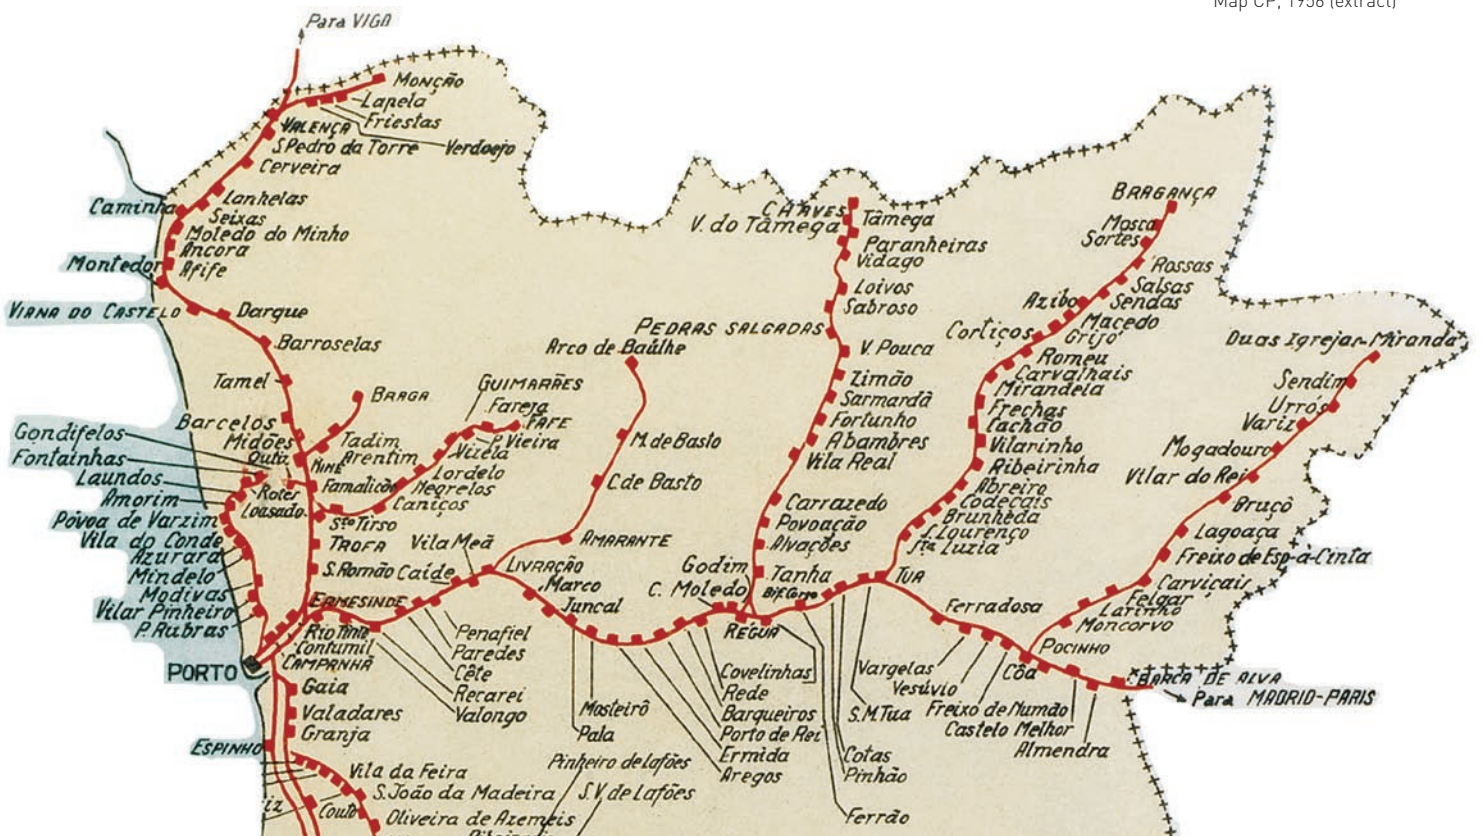 Map CP, 1958 (extract)
Para VIGO
MONÇÃO
Lapela
Friestas
Verdoejo
VALENÇA
S.Pedro da Torre
Cerveira
Lanhelas
Seixas
Caminha
Moledo do Minho
Ancora
Afife
Montedor
VIANA DO CASTELO
Darque
Barroselas
Tamel
Barcelos
Midões
BRAGA
Tadim
Arentim
NINE
Famalicão
Gondifelos
Fontainhas
Laundos
Amorim
Póvoa de Varzim
Vila do Conde
Azurara
Mindelo
Modivas
Vilar Pinheiro
P. Rubras
Lousado
GUIMARÃES
Fareja
FAFE
P. Vieira
Vizela
Lordelo
Negrelos
Caniços
Sto Tirso
TROFA
S. Romão
ERMESINDE
Rio Tinto
Contumil
CAMPANHÃ
PORTO
Gaia
Valadares
Granja
ESPINHO
Vila da Feira
S. João da Madeira
Couto
Oliveira de Azemeis
Pinheiro de Lafões
S.V. de Lafões
Arco de Baúlhe
M. de Basto
C. de Basto
AMARANTE
Vila Meã
LIVRAÇÃO
Caíde
Penafiel
Paredes
Cête
Recarei
Valongo
Marco
Juncal
Mosteirô
Pala
Covelinhas
Rede
Barqueiros
Porto de Rei
Ermida
Aregos
CHAVES
V. do Tâmega
Tâmega
Paranheiras
Vidago
Loivos
Sabroso
PEDRAS SALGADAS
V. Pouca
Zimão
Samardã
Fortunho
Abambres
Vila Real
Carrazedo
Povoação
Alvações
Tanha
Godim
C. Moledo
RÉGUA
Bif. Corgo
TUA
S.M.Tua
Cotas
Pinhão
Ferrão
BRAGANÇA
Mosca
Sortes
Rossas
Salsas
Sendas
Azibo
Macedo
Grijó
Cortiços
Romeu
Carvalhais
Mirandela
Frechas
Cachão
Vilarinho
Ribeirinha
Abreiro
Codeçais
Brunheda
S. Lourenço
Sta Luzia
Duas Igrejas-Miranda
Sendim
Urrós
Variz
Mogadouro
Vilar do Rei
Bruçô
Lagoaça
Freixo de Esp-à-Cinta
Carviçais
Felgar
Larinho
Moncorvo
POCINHO
Ferradosa
Vargelas
Vesúvio
Freixo de Numão
Côa
Castelo Melhor
Almendra
BARCA DE ALVA
Para MADRID-PARIS